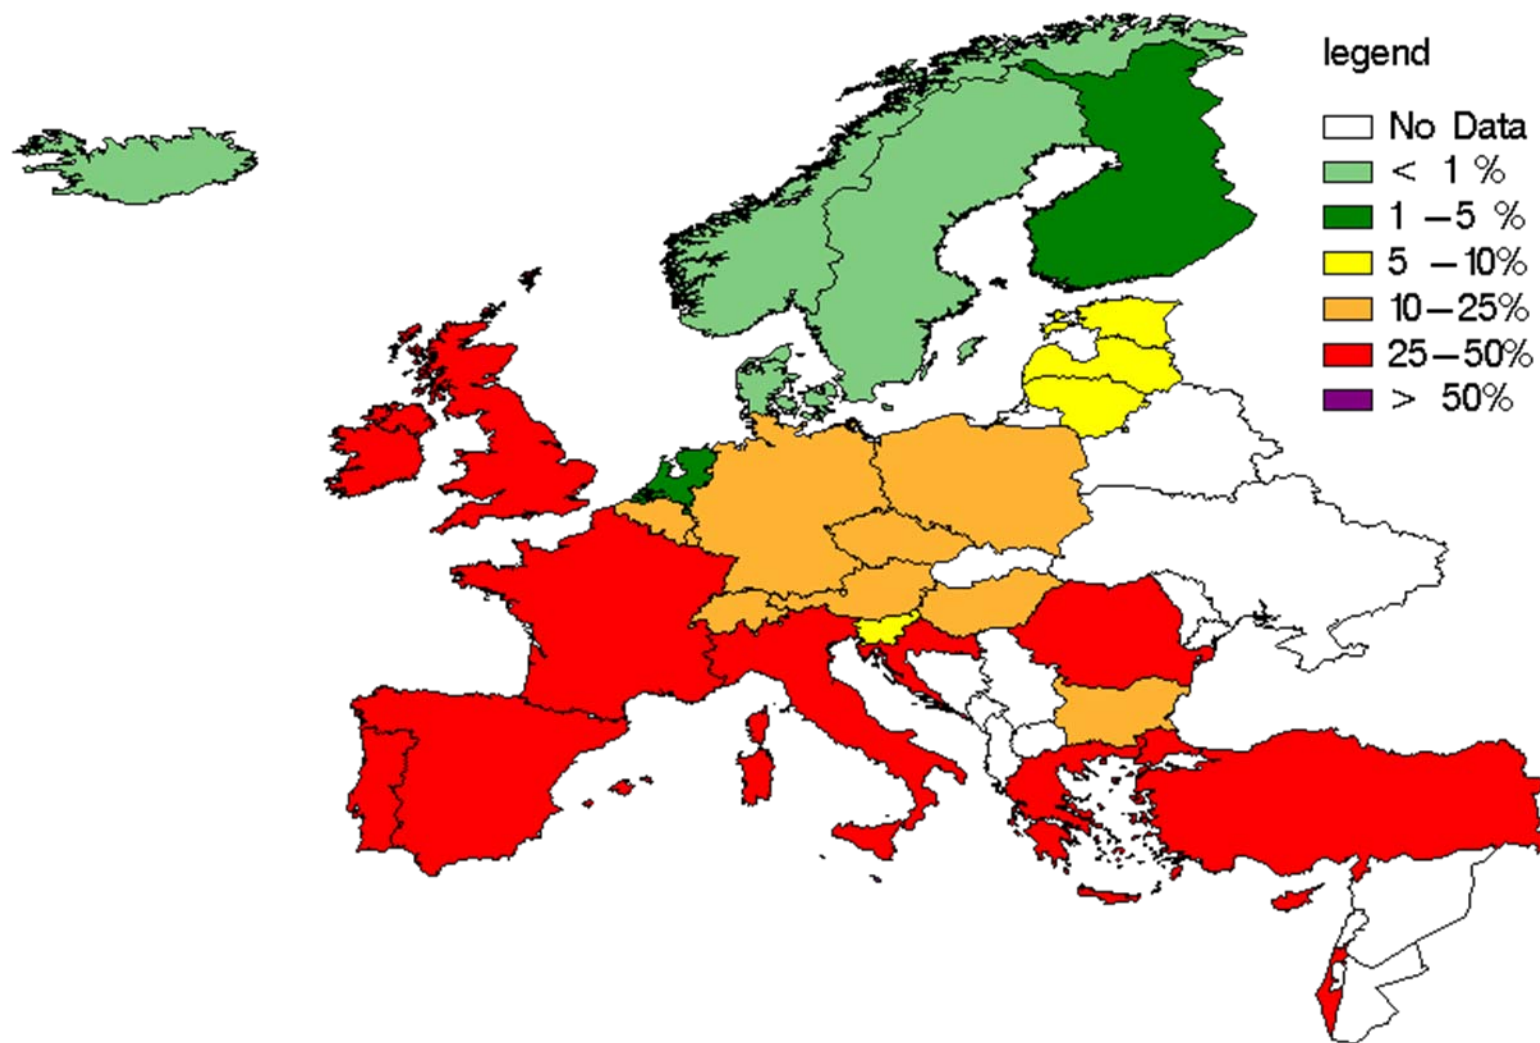 legend
No Data
< 1 %
1 –5 %
5 –10%
10–25%
25–50%
> 50%